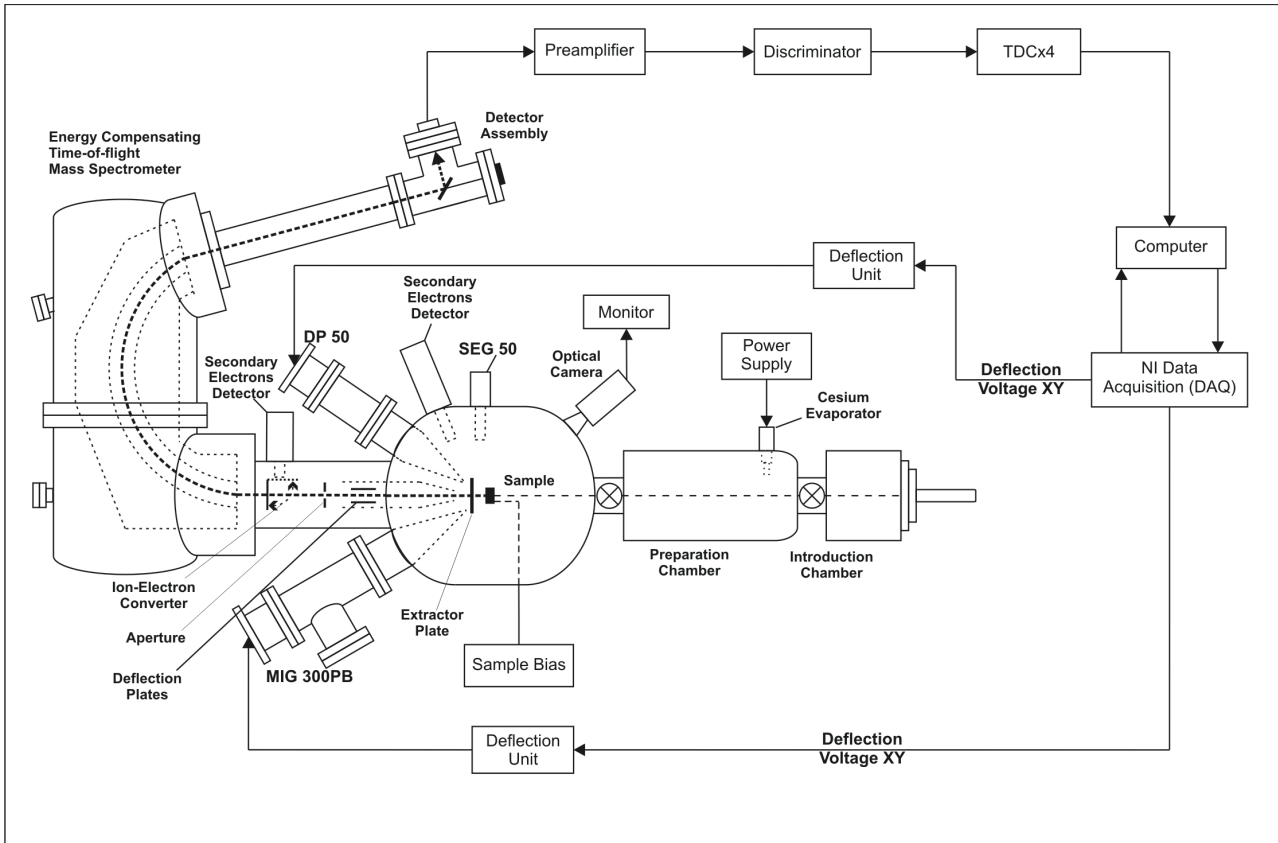 Preamplifier
Discriminator
TDCx4
Detector
Assembly
Energy Compensating
Time-of-flight
Mass Spectrometer
Computer
Deflection
Unit
Secondary
Electrons
Detector
Monitor
DP 50
SEG 50
Optical
Camera
Power
Supply
Secondary
Electrons
Detector
Deflection
Voltage XY
NI Data
Acquisition (DAQ)
Cesium
Evaporator
Sample
Preparation
Chamber
Introduction
Chamber
Ion-Electron
Converter
Aperture
Extractor
Plate
Deflection
Plates
MIG 300PB
Sample Bias
Deflection
Unit
Deflection
Voltage XY